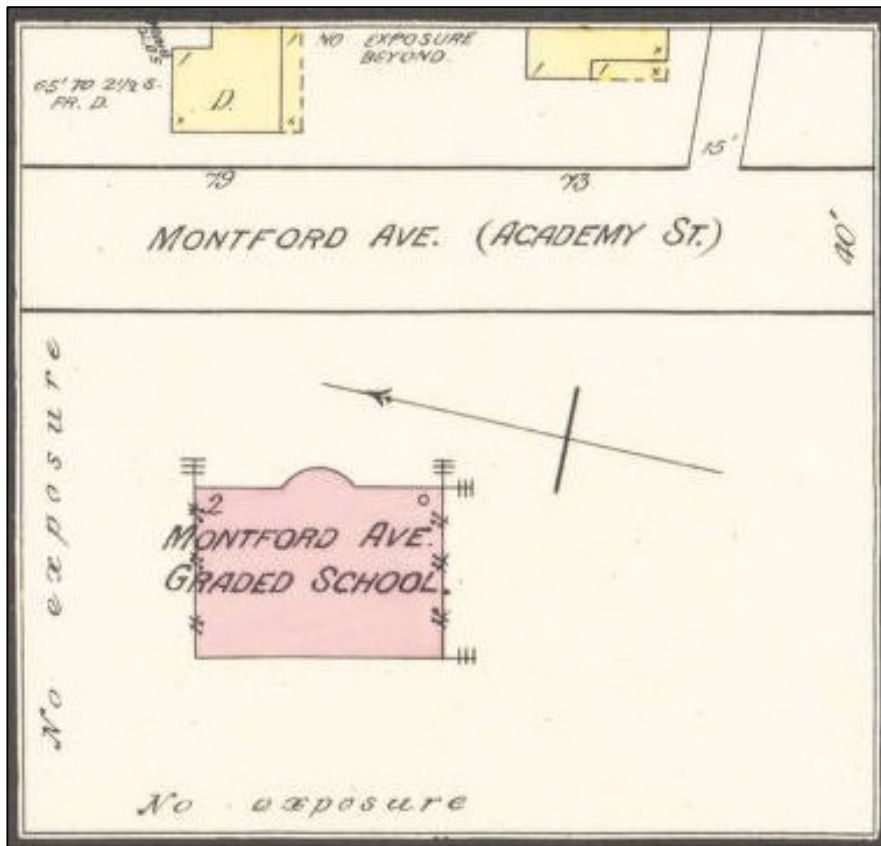 NO EXPOSURE
BEYOND.
65' TO 2½ S.
FR. D.
D.
15'
79
73
MONTFORD AVE. (ACADEMY ST.)
40'
No exposure
2
MONTFORD AVE.
GRADED SCHOOL.
No exposure